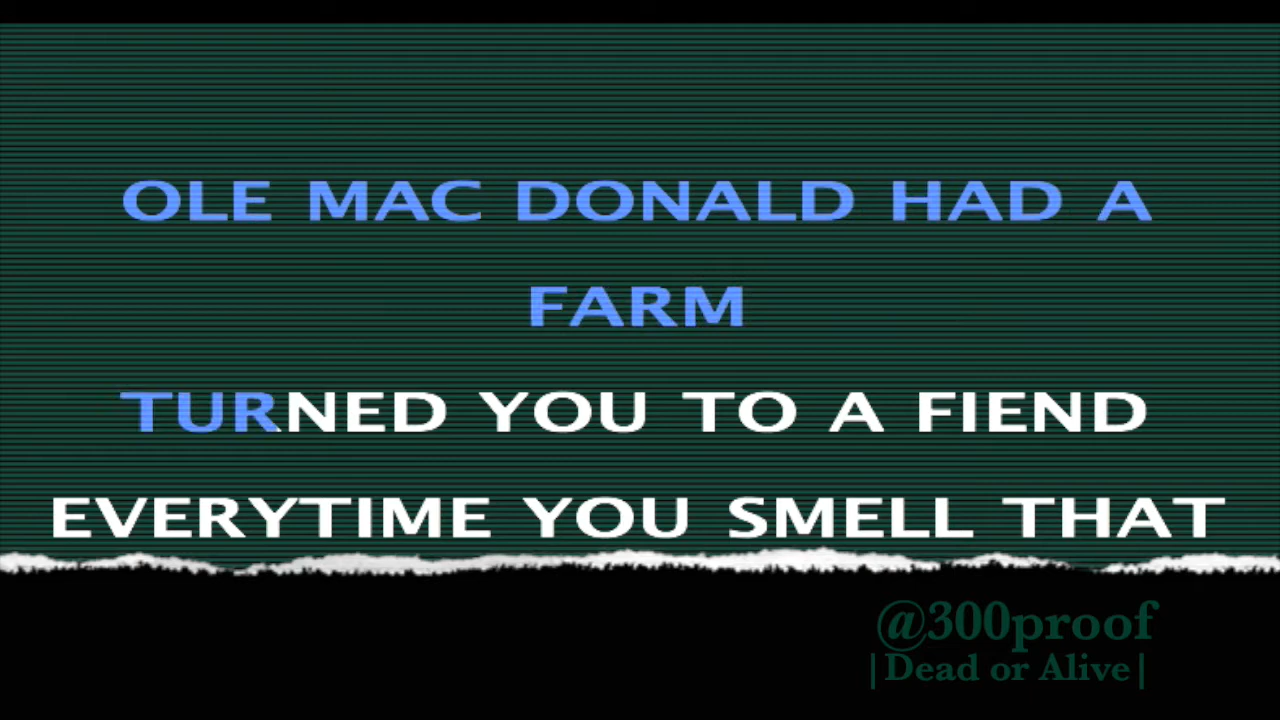 OLE MAC DONALD HAD A
FARM
TURNED YOU TO A FIEND
EVERYTIME YOU SMELL THAT
@300proof
|Dead or Alive|